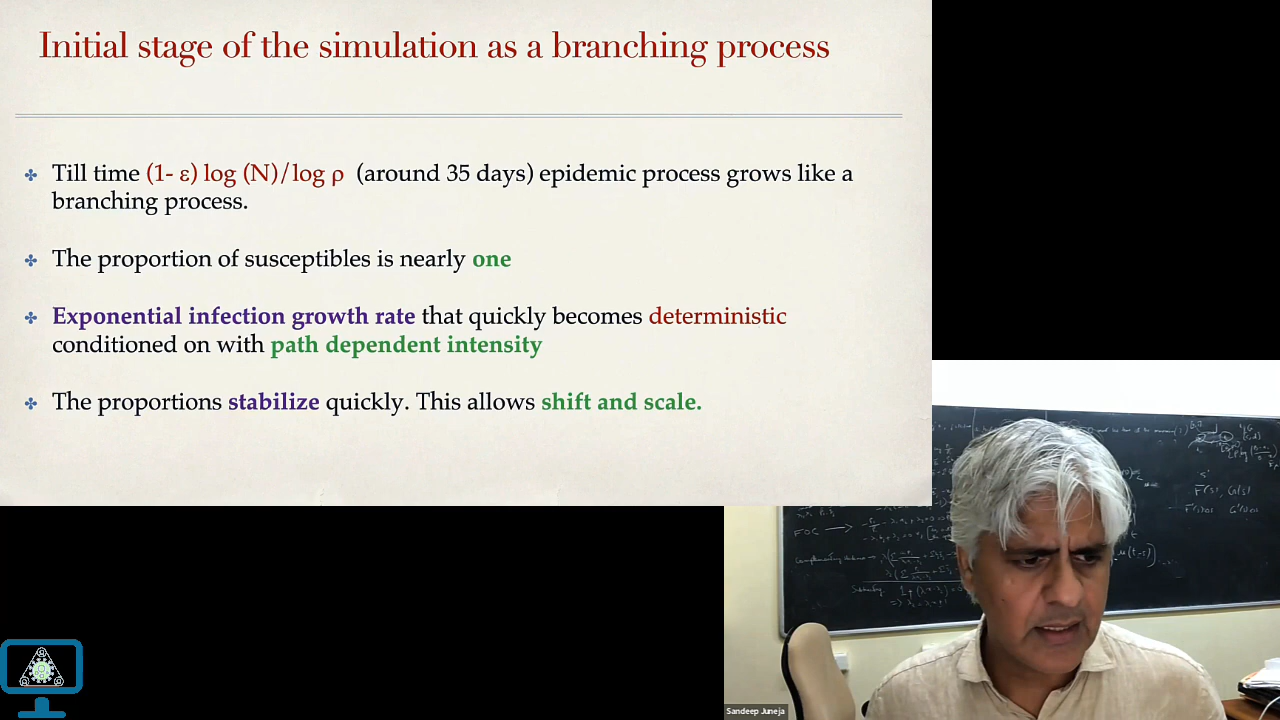 Initial stage of the simulation as a branching process
Till time (1- ε) log (N)/log ρ (around 35 days) epidemic process grows like a
branching process.
The proportion of susceptibles is nearly one
Exponential infection growth rate that quickly becomes deterministic
conditioned on with path dependent intensity
The proportions stabilize quickly. This allows shift and scale.
FOC
Sandeep Juneja